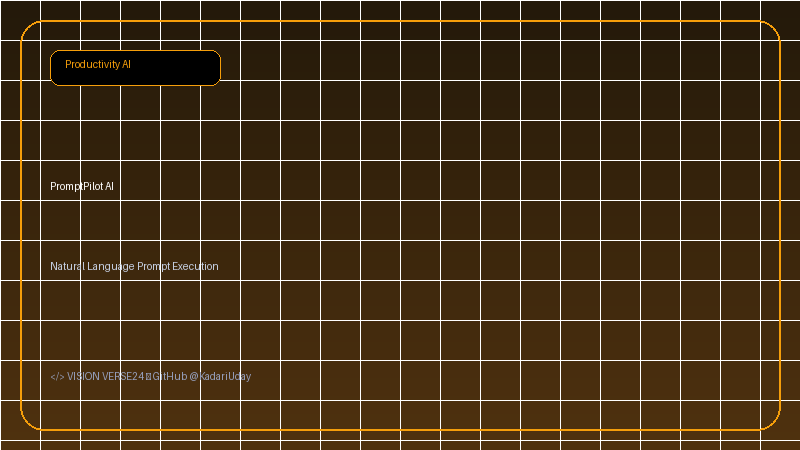 Productivity AI
PromptPilot AI
Natural Language Prompt Execution
</> VISION VERSE24 GitHub @KadariUday